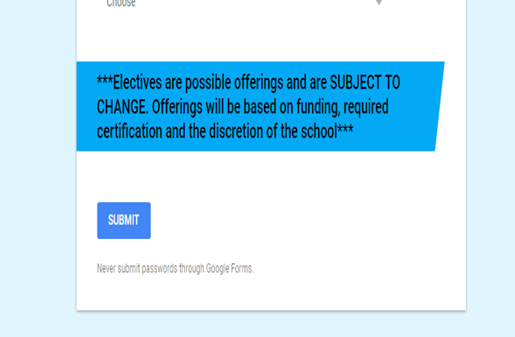 Choose
***Electives are possible offerings and are SUBJECT TO
CHANGE. Offerings will be based on funding, required
certification and the discretion of the school***
SUBMIT
Never submit passwords through Google Forms.